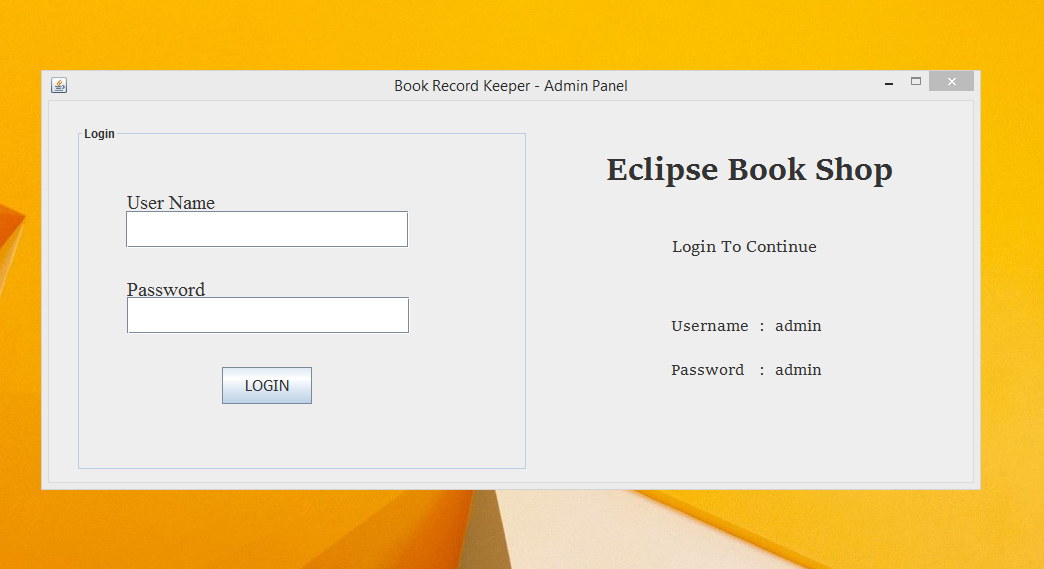 Book Record Keeper - Admin Panel
Login
User Name
Password
LOGIN
Eclipse Book Shop
Login To Continue
Username : admin
Password : admin